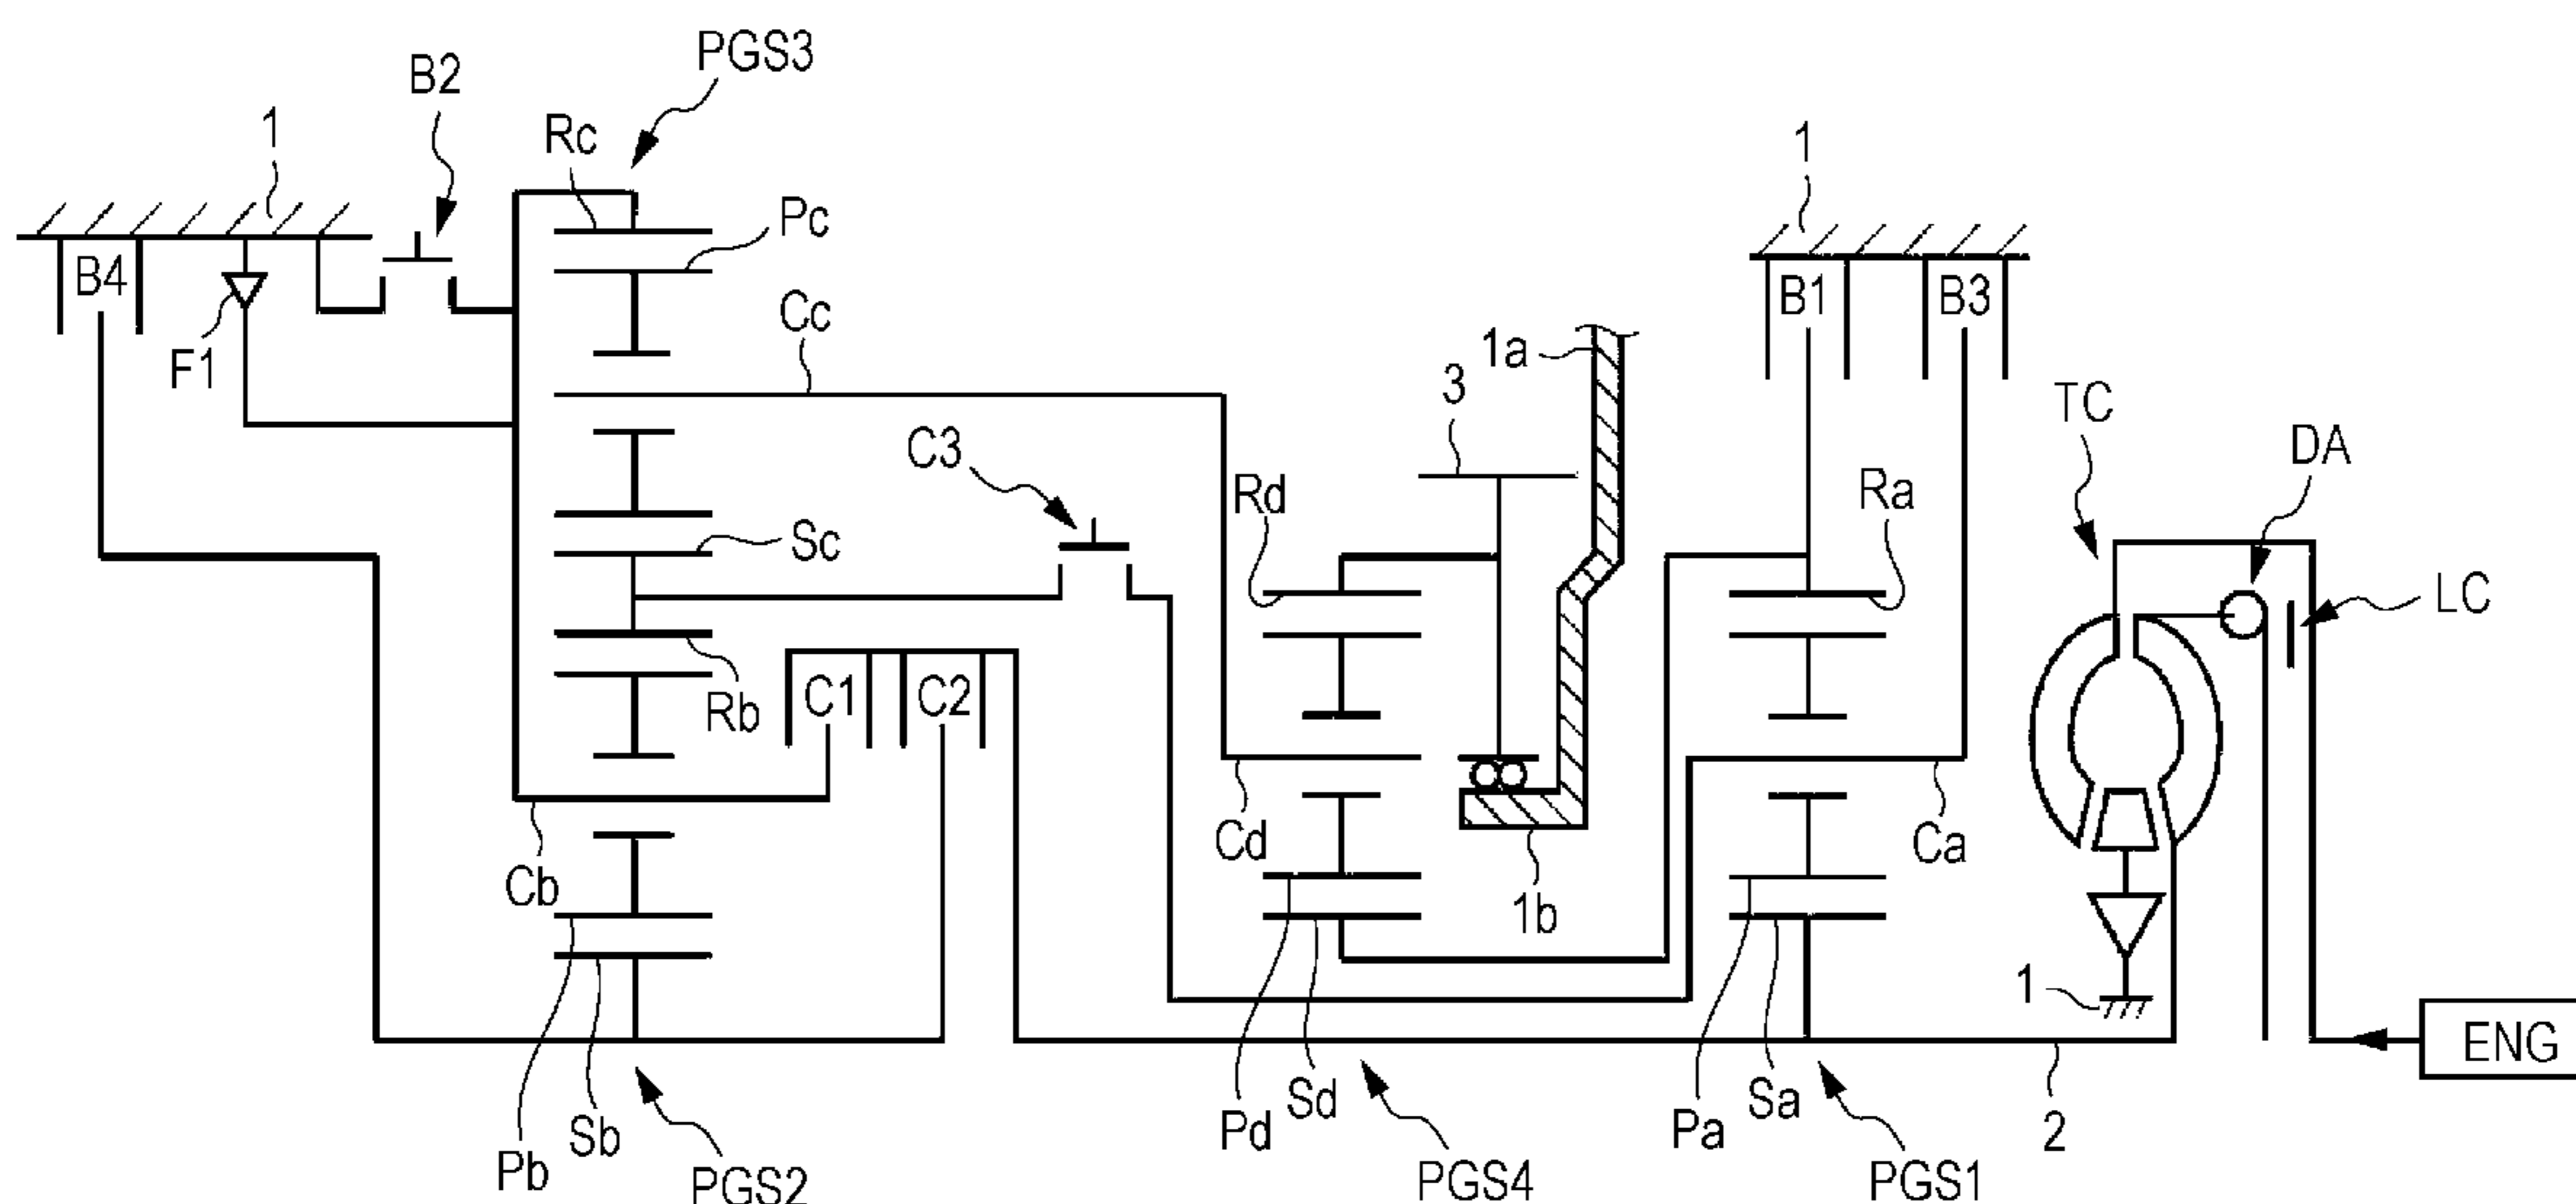 PGS3
B2
1
Rc
1
Pc
B4
B1
B3
Cc
F1
1a
3
TC
C3
DA
Rd
Ra
Sc
LC
Rb
C1
C2
Cd
Ca
Cb
1b
1
ENG
Sd
Sa
Pd
Pa
2
Sb
Pb
PGS2
PGS4
PGS1